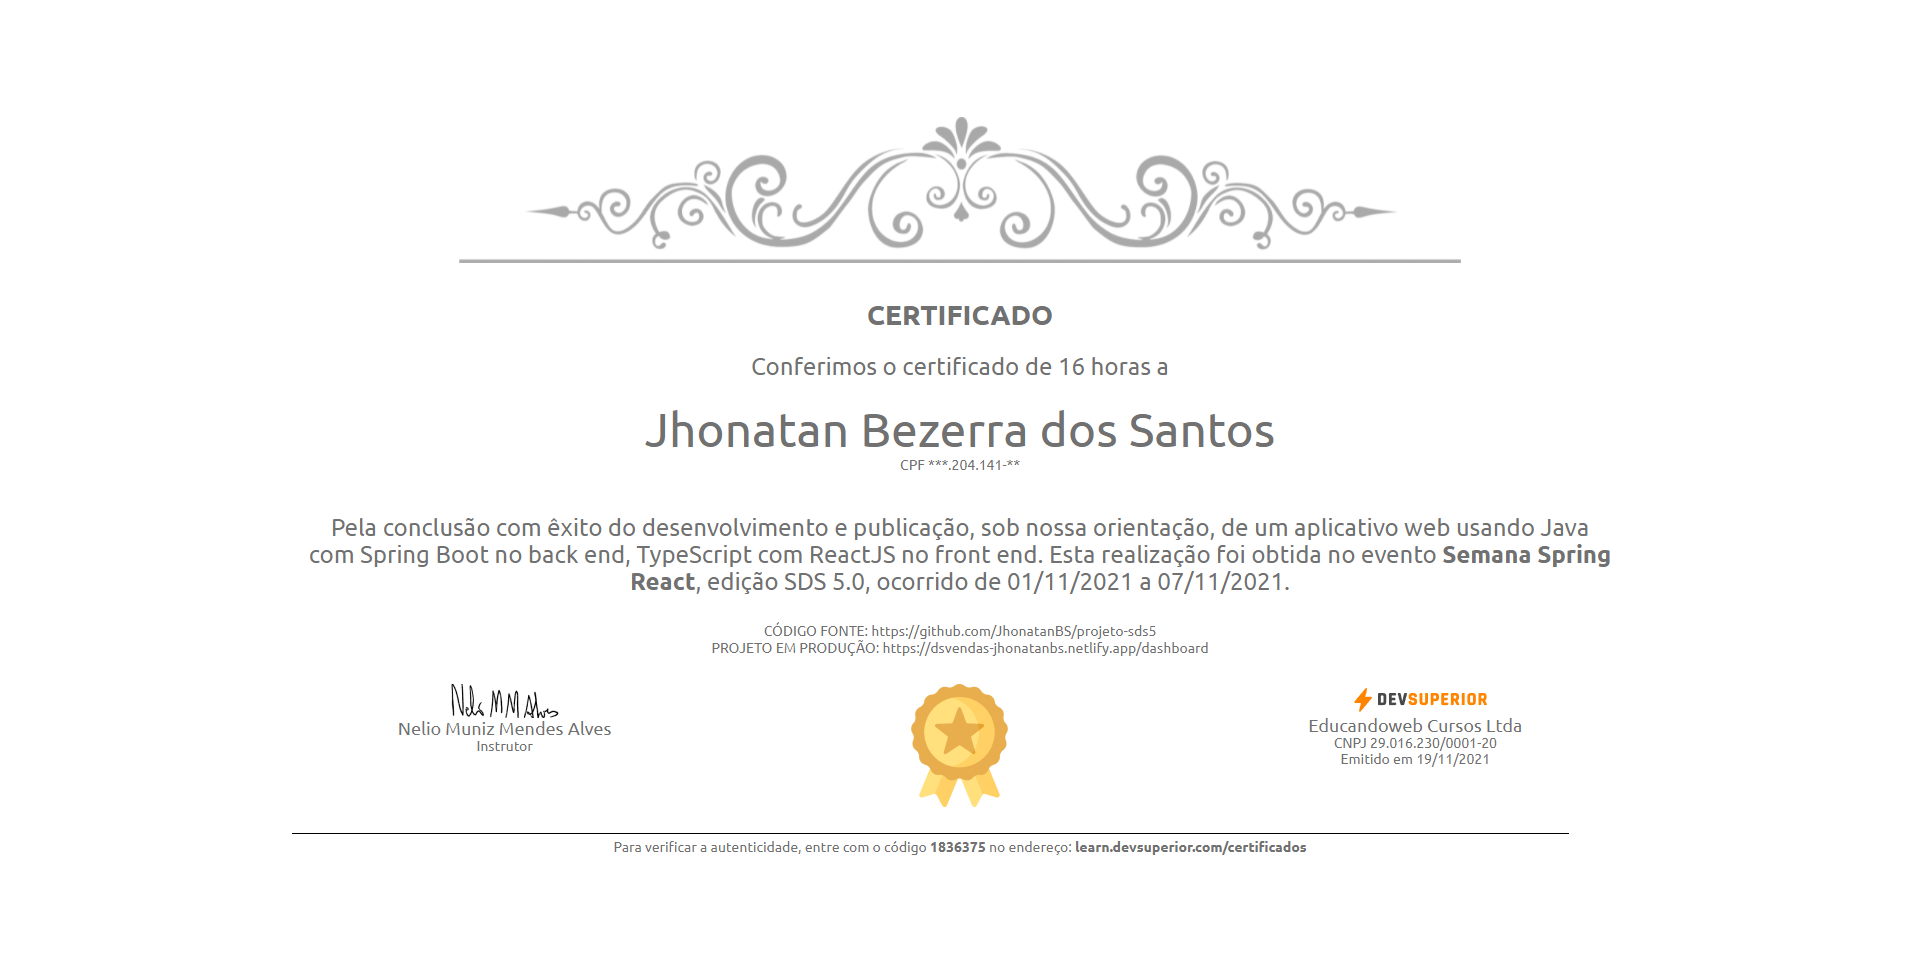 CERTIFICADO
Conferimos o certificado de 16 horas a
Jhonatan Bezerra dos Santos
CPF ***.204.141-**
Pela conclusão com êxito do desenvolvimento e publicação, sob nossa orientação, de um aplicativo web usando Java
com Spring Boot no back end, TypeScript com ReactJS no front end. Esta realização foi obtida no evento Semana Spring
React, edição SDS 5.0, ocorrido de 01/11/2021 a 07/11/2021.
CÓDIGO FONTE: https://github.com/JhonatanBS/projeto-sds5
PROJETO EM PRODUÇÃO: https://dsvendas-jhonatanbs.netlify.app/dashboard
Nelio M M Alves
Nelio Muniz Mendes Alves
Instrutor
DEVSUPERIOR
Educandoweb Cursos Ltda
CNPJ 29.016.230/0001-20
Emitido em 19/11/2021
Para verificar a autenticidade, entre com o código 1836375 no endereço: learn.devsuperior.com/certificados